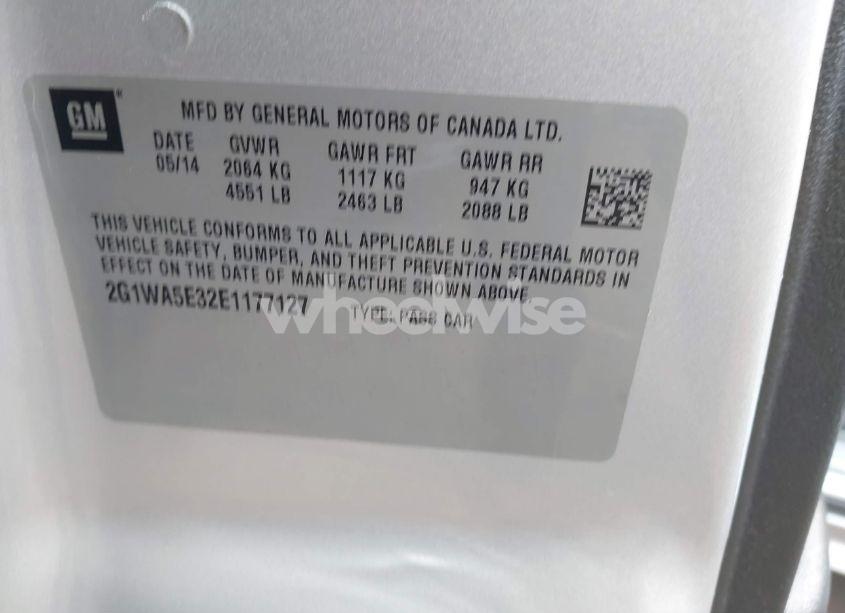 GM®
MFD BY GENERAL MOTORS OF CANADA LTD.
DATE GVWR GAWR FRT GAWR RR
05/14 2064 KG 1117 KG 947 KG
4551 LB 2463 LB 2088 LB
THIS VEHICLE CONFORMS TO ALL APPLICABLE U.S. FEDERAL MOTOR
VEHICLE SAFETY, BUMPER, AND THEFT PREVENTION STANDARDS IN
EFFECT ON THE DATE OF MANUFACTURE SHOWN ABOVE.
2G1WA5E32E1177127 TYPE: PASS CAR
wheelwise